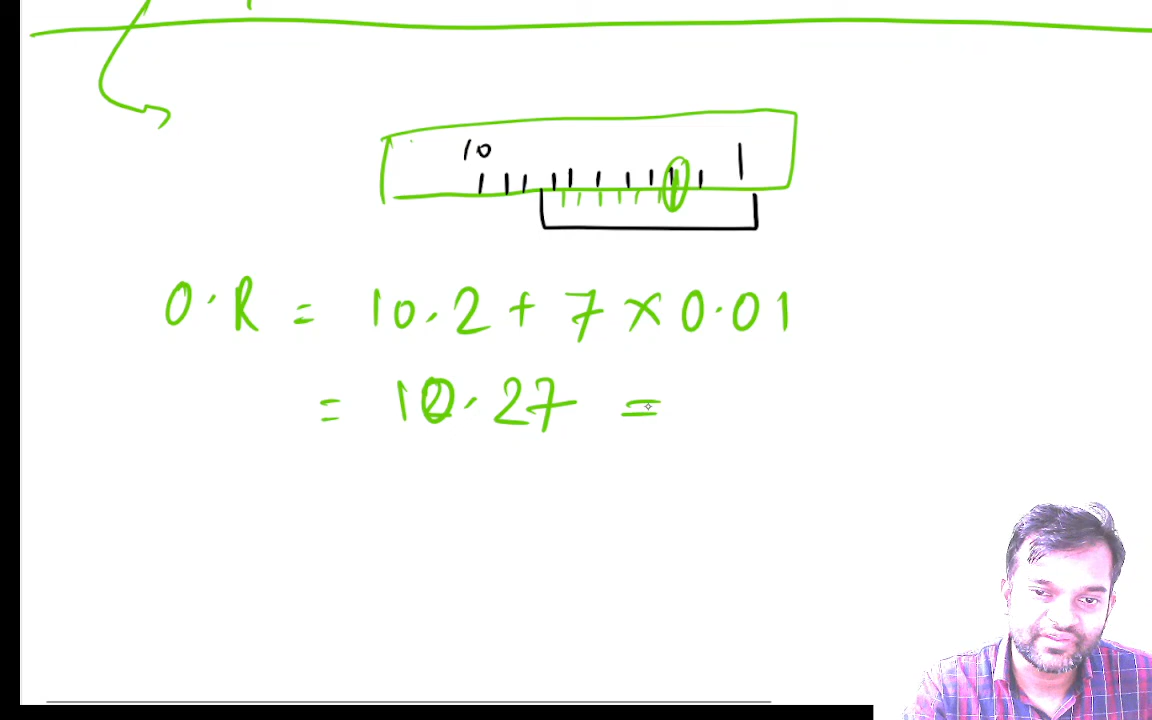 10
O.R = 10.2 + 7 × 0.01
= 10.27 =